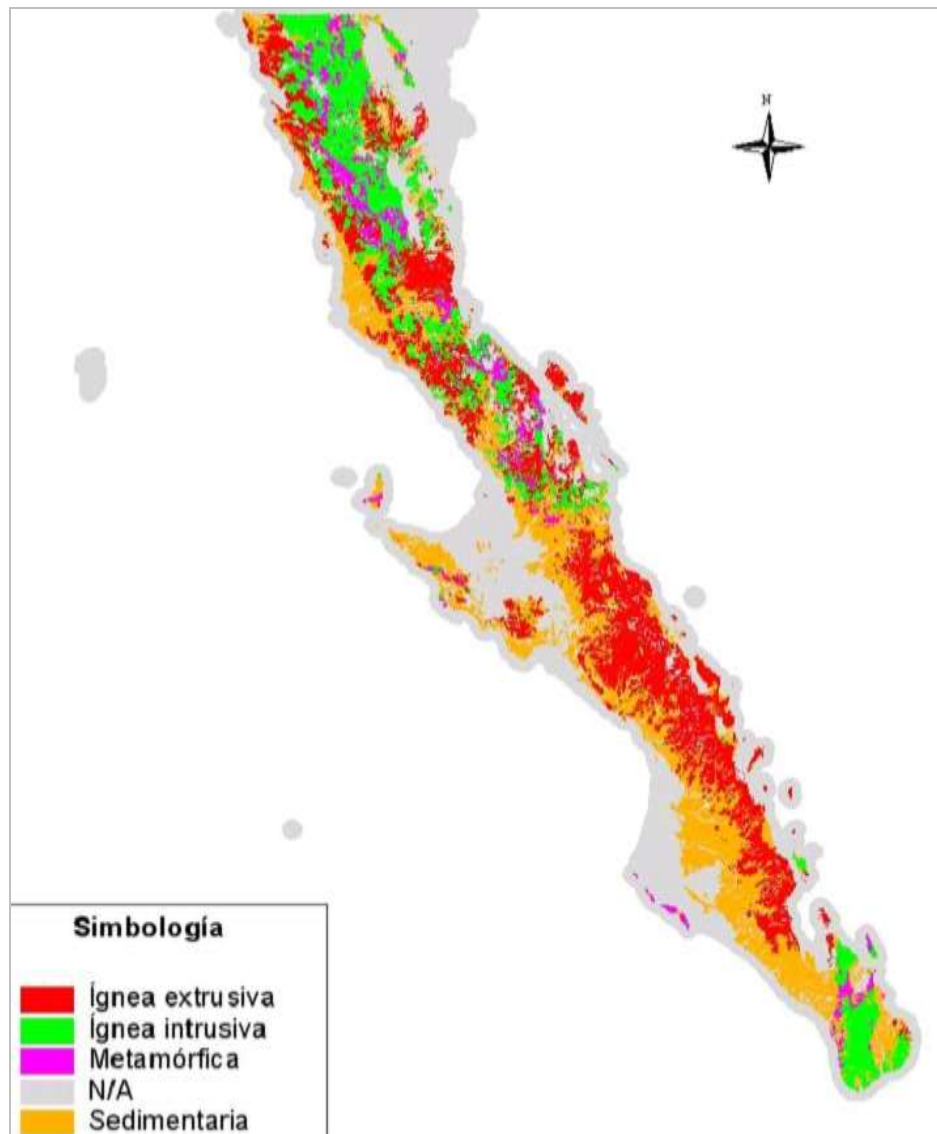 N
Simbología
Ígnea extrusiva
Ígnea intrusiva
Metamórfica
N/A
Sedimentaria